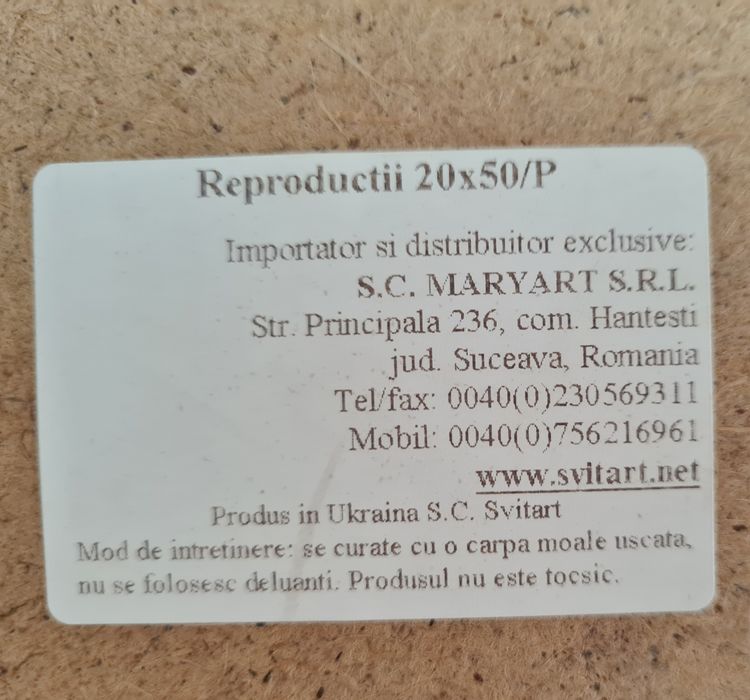 Reproductii 20x50/P
Importator si distribuitor exclusive:
S.C. MARYART S.R.L.
Str. Principala 236, com. Hantesti
jud. Suceava, Romania
Tel/fax: 0040(0)230569311
Mobil: 0040(0)756216961
www.svitart.net
Produs in Ukraina S.C. Svitart
Mod de intretinere: se curate cu o carpa moale uscata,
nu se folosesc deluanti. Produsul nu este tocsic.